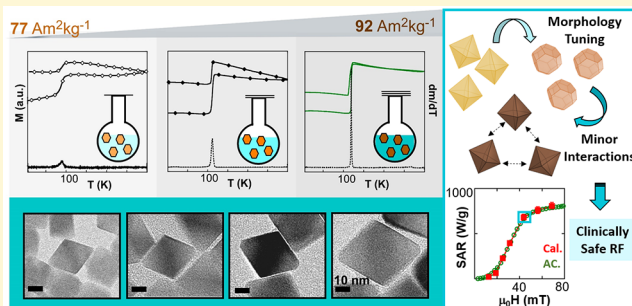 77 Am²kg⁻¹
92 Am²kg⁻¹
M (a.u.)
100
T (K)
100
T (K)
100
T (K)
dm/dT
10 nm
Morphology
Tuning
Minor
Interactions
1000
SAR (W/g)
Cal.
AC.
0
40
80
μ₀H (mT)
Clinically
Safe RF